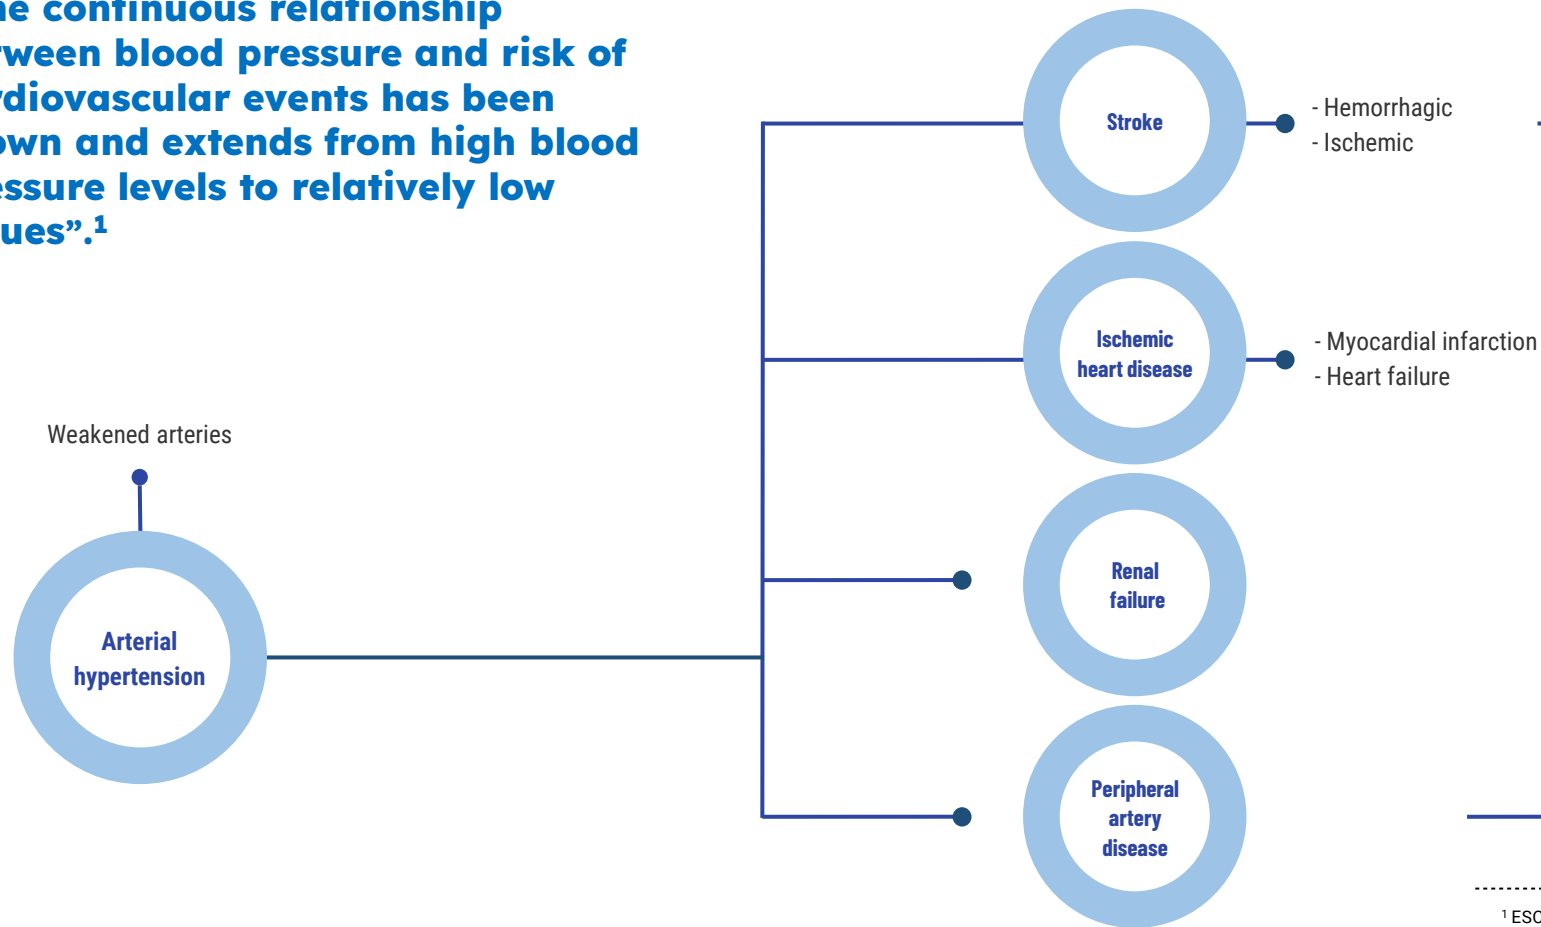 ne continuous relationship
tween blood pressure and risk of
rdiovascular events has been
own and extends from high blood
essure levels to relatively low
ues”.¹
Stroke
- Hemorrhagic
- Ischemic
Ischemic
heart disease
- Myocardial infarction
- Heart failure
Weakened arteries
Arterial
hypertension
Renal
failure
Peripheral
artery
disease
¹ ESC